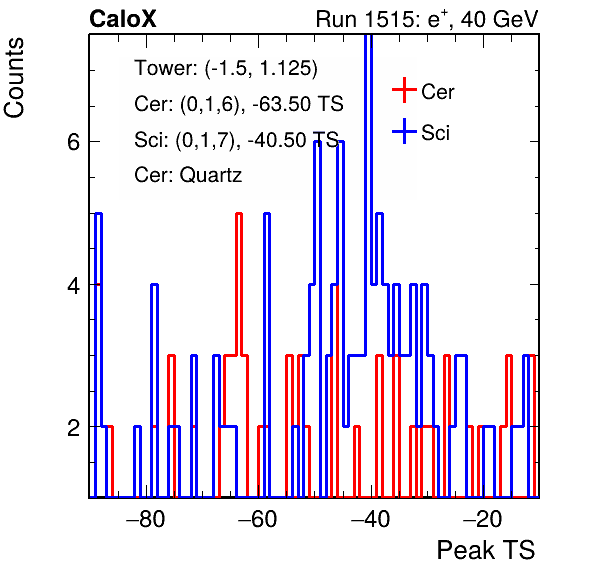 CaloX Run 1515: e⁺, 40 GeV
Counts
Tower: (-1.5, 1.125)
Cer: (0,1,6), -63.50 TS
Sci: (0,1,7), -40.50 TS
Cer: Quartz
Cer
Sci
6
4
2
−80 −60 −40 −20
Peak TS